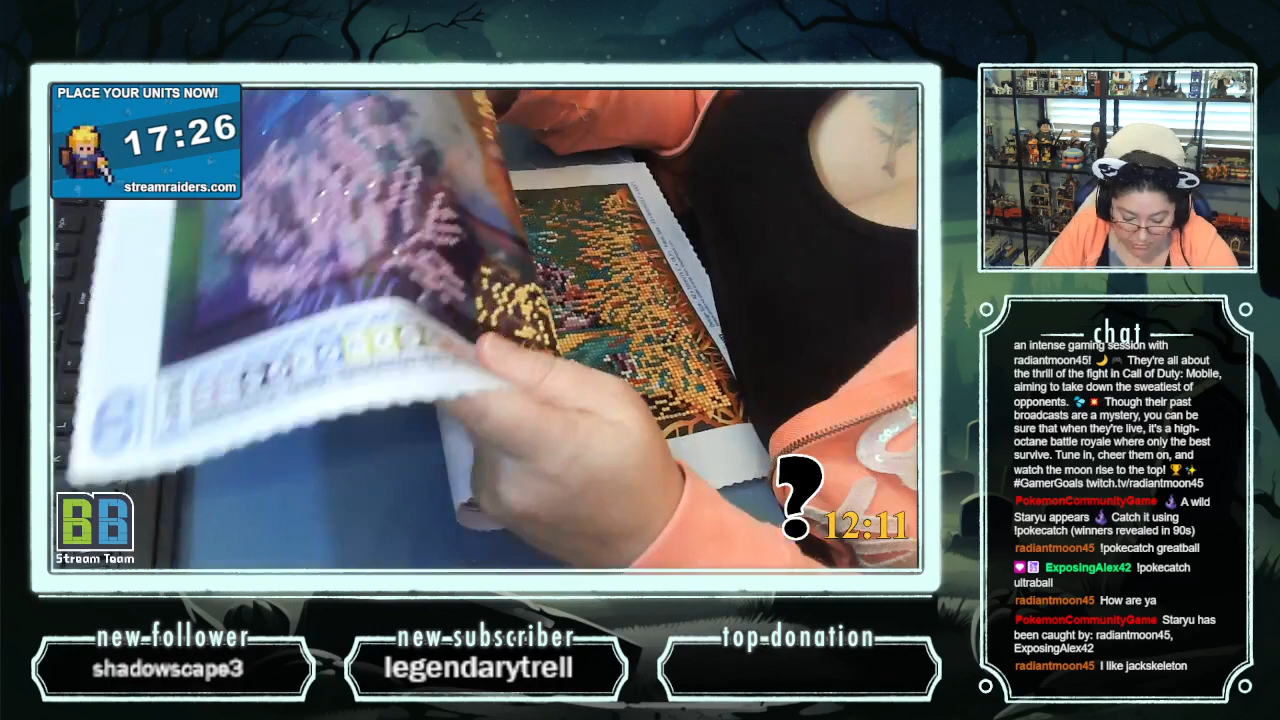 PLACE YOUR UNITS NOW!
17:26
streamraiders.com
BB
Stream Team
?
12:11
chat
an intense gaming session with
radiantmoon45! 🌙 🎮 They're all about
the thrill of the fight in Call of Duty: Mobile,
aiming to take down the sweatiest of
opponents. 💦 💥 Though their past
broadcasts are a mystery, you can be
sure that when they're live, it's a high-
octane battle royale where only the best
survive. Tune in, cheer them on, and
watch the moon rise to the top! 🏆 ✨
#GamerGoals twitch.tv/radiantmoon45
PokemonCommunityGame A wild
Staryu appears Catch it using
!pokecatch (winners revealed in 90s)
radiantmoon45 !pokecatch greatball
ExposingAlex42 !pokecatch
ultraball
radiantmoon45 How are ya
PokemonCommunityGame Staryu has
been caught by: radiantmoon45,
ExposingAlex42
radiantmoon45 I like jackskeleton
new follower
shadowscape3
new subscriber
legendarytrell
top donation